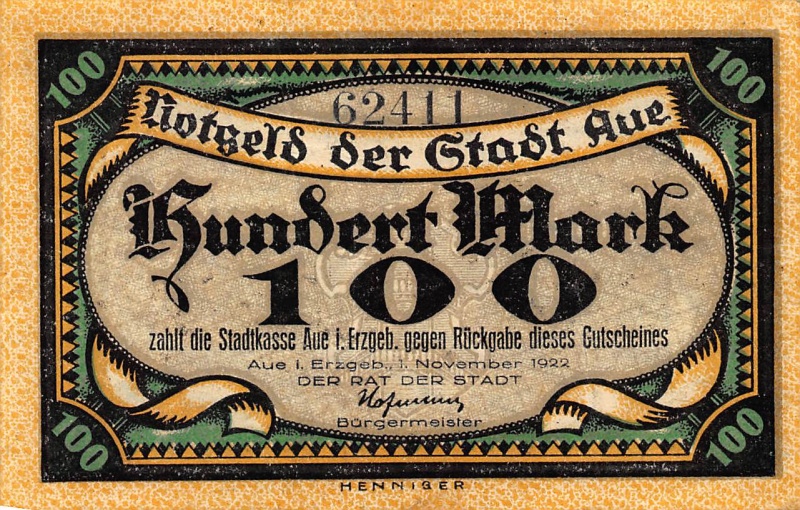 100 100
62411
Notgeld der Stadt Aue
Hundert Mark
100
zahlt die Stadtkasse Aue i. Erzgeb. gegen Rückgabe dieses Gutscheines
Aue i. Erzgeb., 1. November 1922
DER RAT DER STADT
Hofmann
Bürgermeister
100 100
HENNIGER